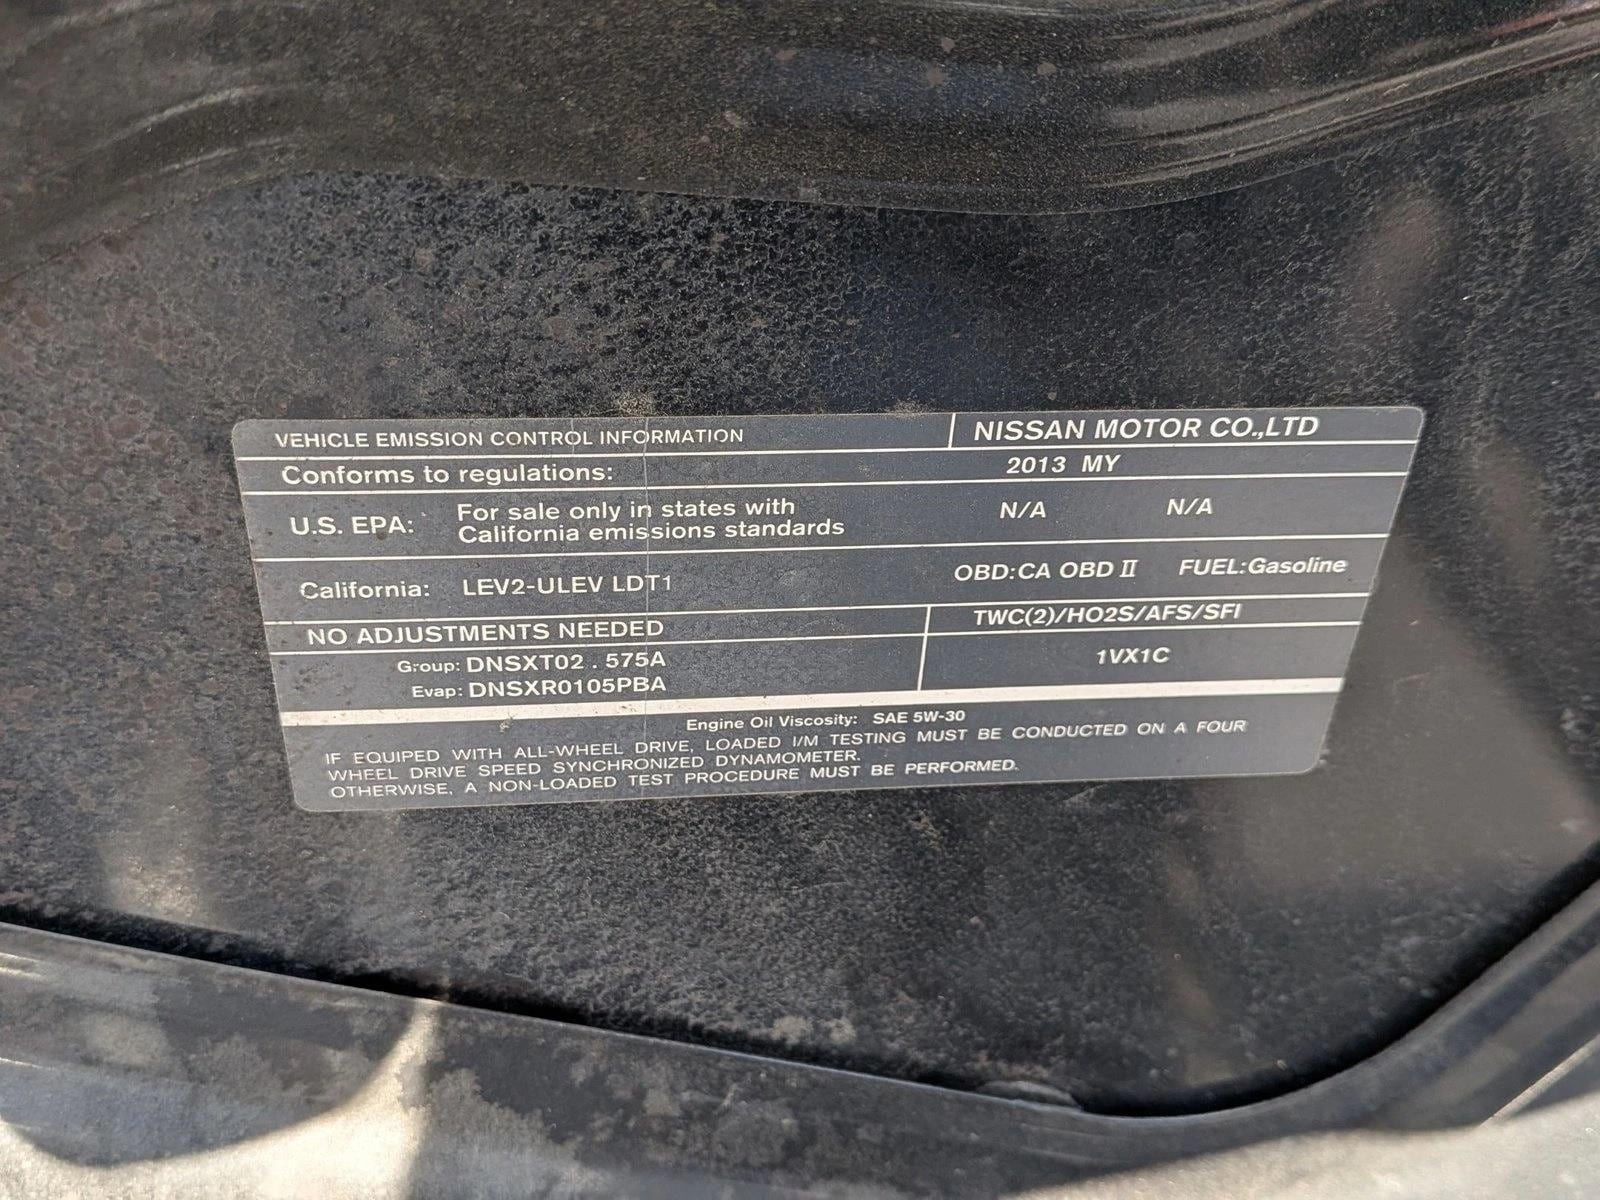 VEHICLE EMISSION CONTROL INFORMATION NISSAN MOTOR CO.,LTD
Conforms to regulations: 2013 MY
U.S. EPA: For sale only in states with California emissions standards N/A N/A
California: LEV2-ULEV LDT1 OBD:CA OBD II FUEL:Gasoline
NO ADJUSTMENTS NEEDED TWC(2)/HO2S/AFS/SFI
Group: DNSXT02 . 575A 1VX1C
Evap: DNSXR0105PBA
Engine Oil Viscosity: SAE 5W-30
IF EQUIPED WITH ALL-WHEEL DRIVE, LOADED I/M TESTING MUST BE CONDUCTED ON A FOUR
WHEEL DRIVE SPEED SYNCHRONIZED DYNAMOMETER.
OTHERWISE, A NON-LOADED TEST PROCEDURE MUST BE PERFORMED.